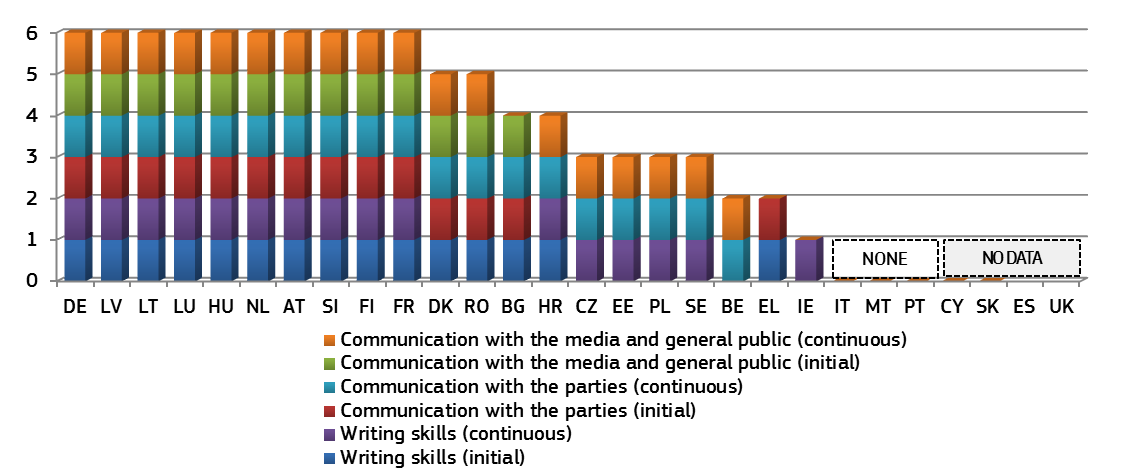 6
5
4
3
2
1
0
NONE
NO DATA
DE LV LT LU HU NL AT SI FI FR DK RO BG HR CZ EE PL SE BE EL IE IT MT PT CY SK ES UK
Communication with the media and general public (continuous)
Communication with the media and general public (initial)
Communication with the parties (continuous)
Communication with the parties (initial)
Writing skills (continuous)
Writing skills (initial)